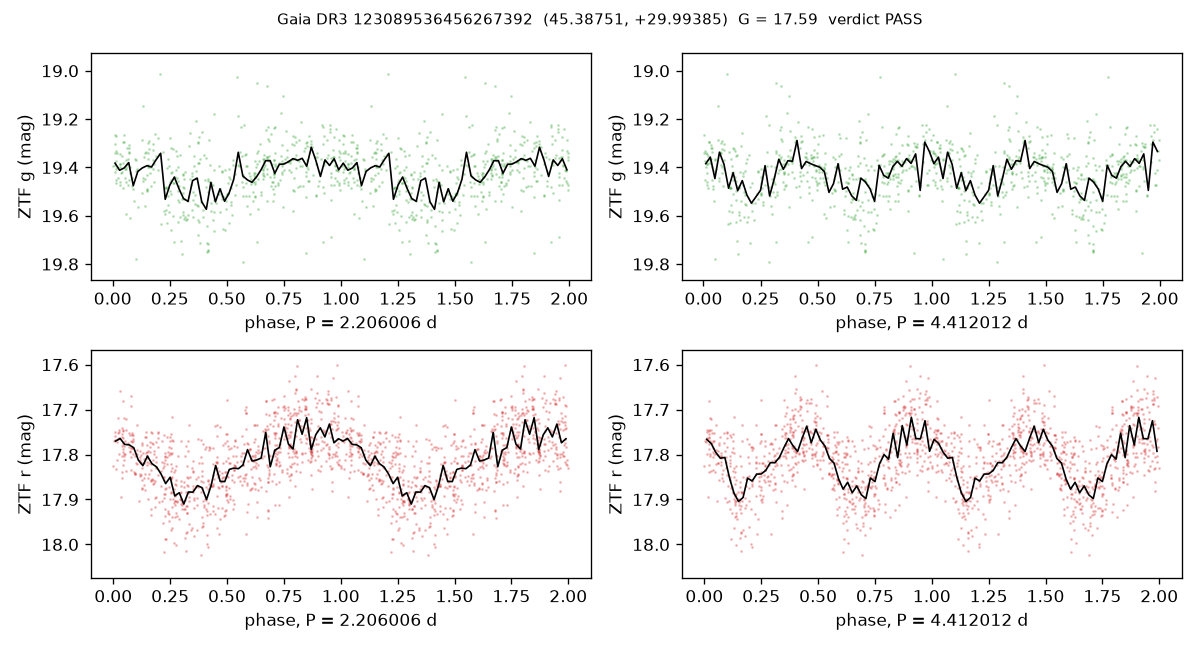 Gaia DR3 123089536456267392 (45.38751, +29.99385) G = 17.59 verdict PASS
ZTF g (mag)
19.0
19.2
19.4
19.6
19.8
0.00 0.25 0.50 0.75 1.00 1.25 1.50 1.75 2.00
phase, P = 2.206006 d
ZTF g (mag)
19.0
19.2
19.4
19.6
19.8
0.00 0.25 0.50 0.75 1.00 1.25 1.50 1.75 2.00
phase, P = 4.412012 d
ZTF r (mag)
17.6
17.7
17.8
17.9
18.0
0.00 0.25 0.50 0.75 1.00 1.25 1.50 1.75 2.00
phase, P = 2.206006 d
ZTF r (mag)
17.6
17.7
17.8
17.9
18.0
0.00 0.25 0.50 0.75 1.00 1.25 1.50 1.75 2.00
phase, P = 4.412012 d